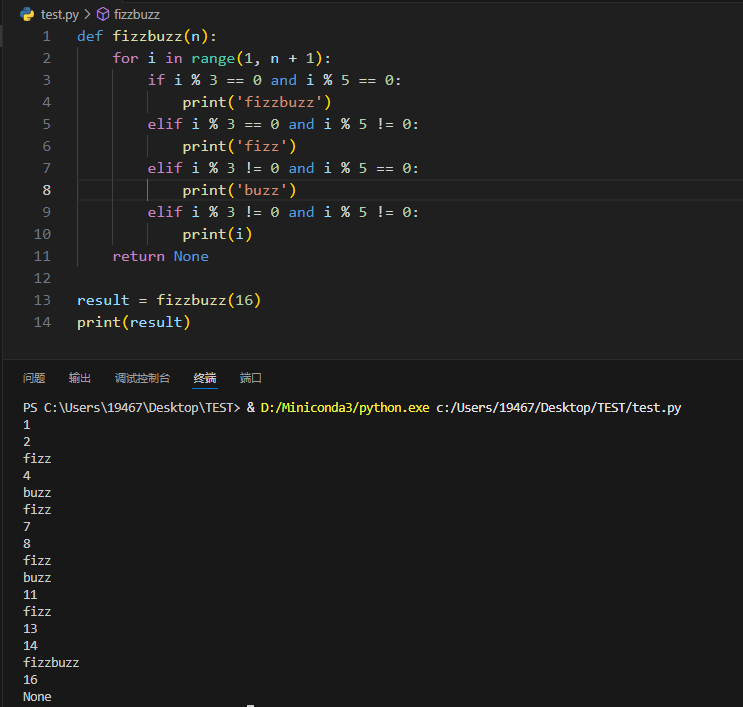 test.py > fizzbuzz
1 def fizzbuzz(n):
2     for i in range(1, n + 1):
3         if i % 3 == 0 and i % 5 == 0:
4             print('fizzbuzz')
5         elif i % 3 == 0 and i % 5 != 0:
6             print('fizz')
7         elif i % 3 != 0 and i % 5 == 0:
8             print('buzz')
9         elif i % 3 != 0 and i % 5 != 0:
10             print(i)
11     return None
12
13 result = fizzbuzz(16)
14 print(result)
问题 输出 调试控制台 终端 端口
PS C:\Users\19467\Desktop\TEST> & D:/Miniconda3/python.exe c:/Users/19467/Desktop/TEST/test.py
1
2
fizz
4
buzz
fizz
7
8
fizz
buzz
11
fizz
13
14
fizzbuzz
16
None